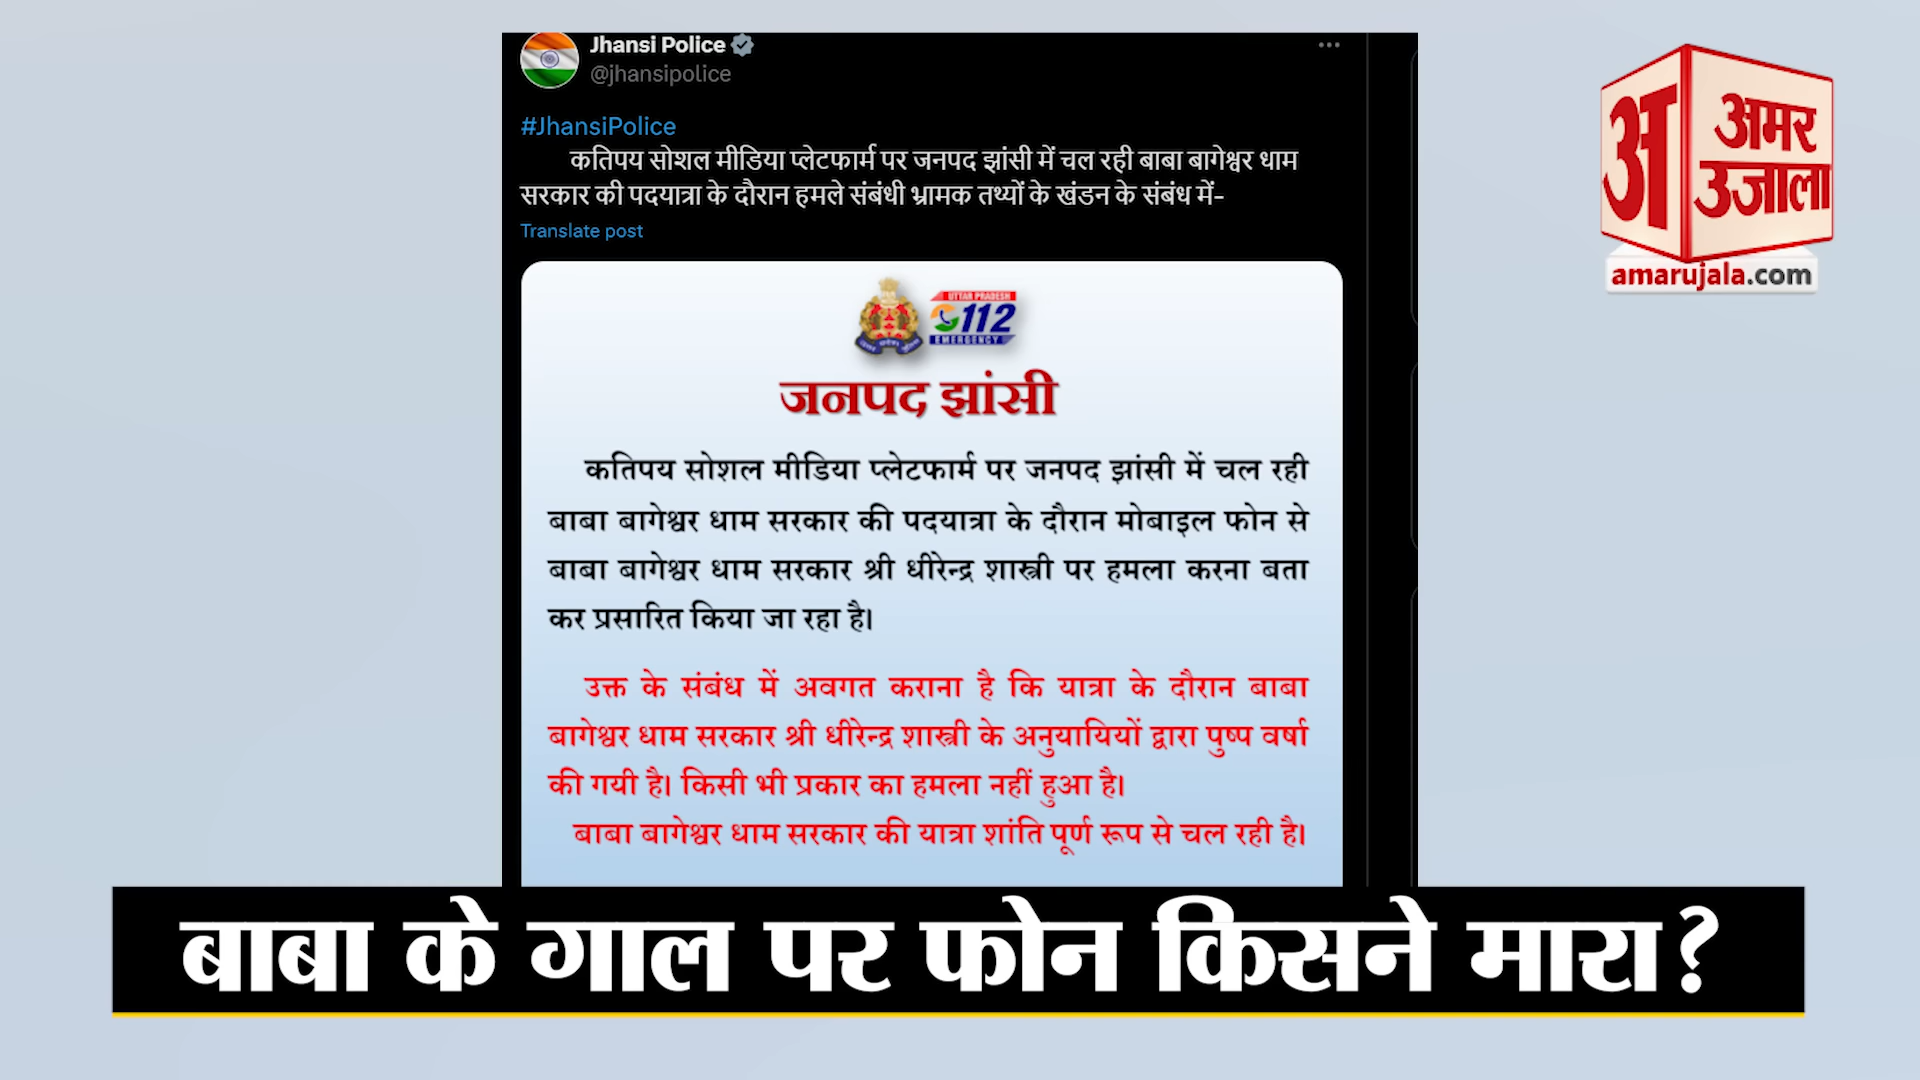 Jhansi Police
@jhansipolice
#JhansiPolice
कतिपय सोशल मीडिया प्लेटफार्म पर जनपद झांसी में चल रही बाबा बागेश्वर धाम
सरकार की पदयात्रा के दौरान हमले संबंधी भ्रामक तथ्यों के खंडन के संबंध में-
Translate post
UTTAR PRADESH
112
EMERGENCY
जनपद झांसी
कतिपय सोशल मीडिया प्लेटफार्म पर जनपद झांसी में चल रही
बाबा बागेश्वर धाम सरकार की पदयात्रा के दौरान मोबाइल फोन से
बाबा बागेश्वर धाम सरकार श्री धीरेन्द्र शास्त्री पर हमला करना बता
कर प्रसारित किया जा रहा है।
उक्त के संबंध में अवगत कराना है कि यात्रा के दौरान बाबा
बागेश्वर धाम सरकार श्री धीरेन्द्र शास्त्री के अनुयायियों द्वारा पुष्प वर्षा
की गयी है। किसी भी प्रकार का हमला नहीं हुआ है।
बाबा बागेश्वर धाम सरकार की यात्रा शांति पूर्ण रूप से चल रही है।
अ
अमर
उजाला
amarujala.com
बाबा के गाल पर फोन किसने मारा?